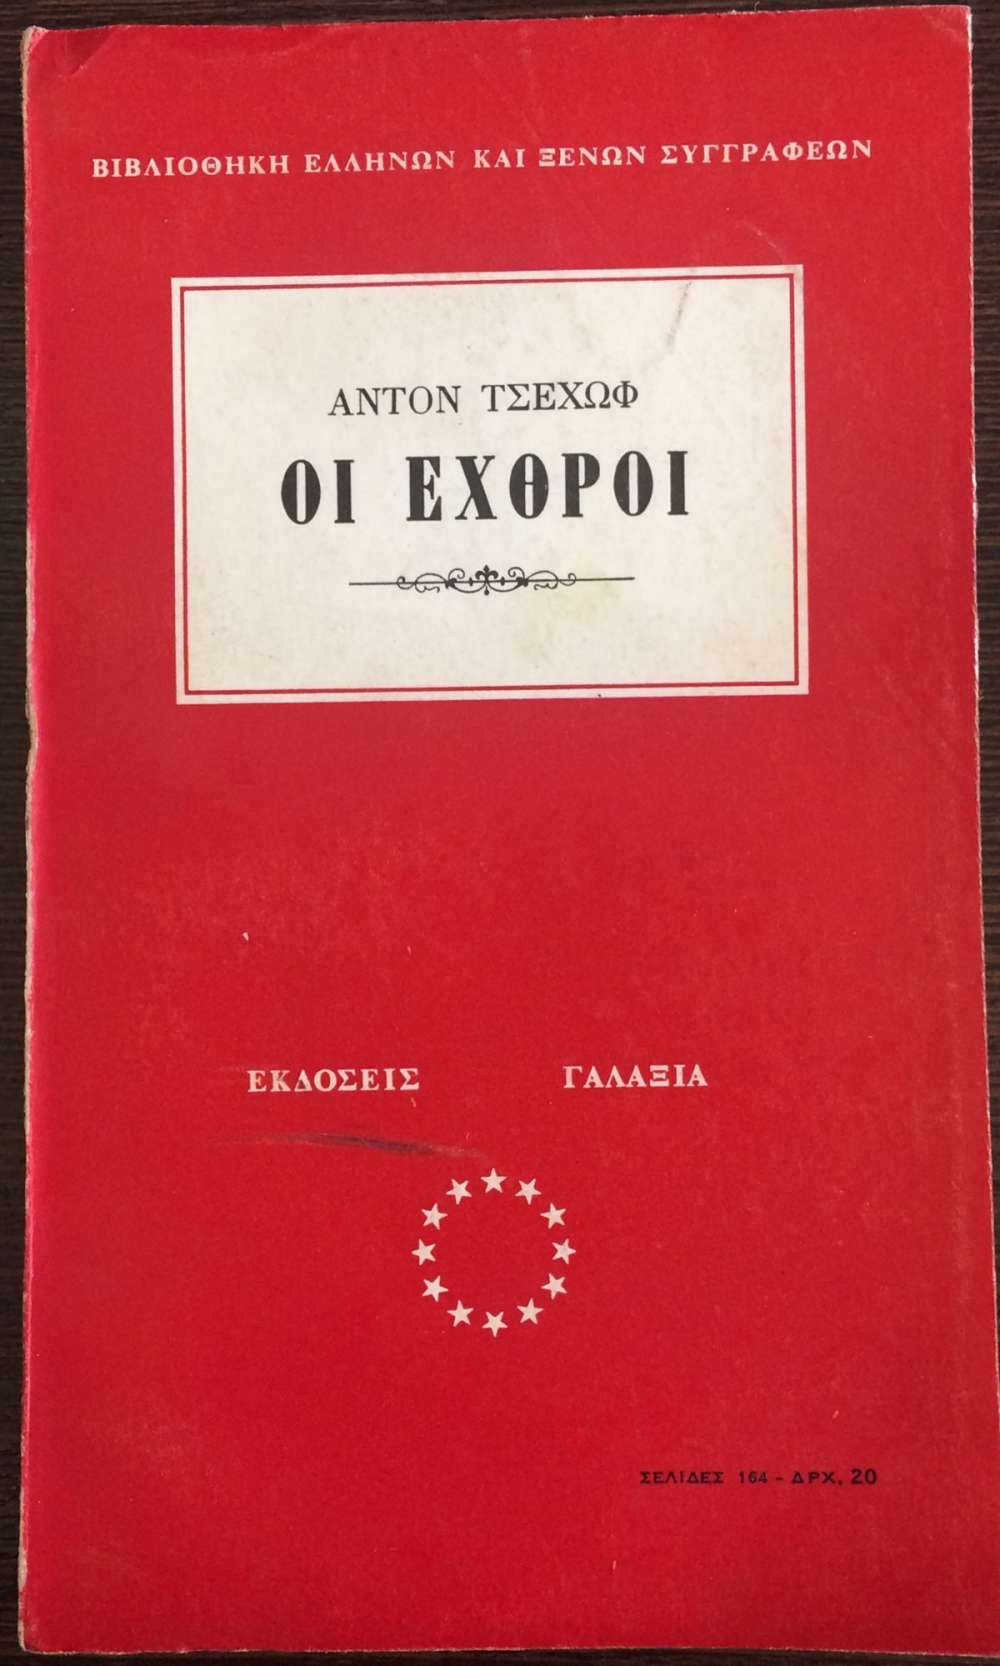 ΒΙΒΛΙΟΘΗΚΗ ΕΛΛΗΝΩΝ ΚΑΙ ΞΕΝΩΝ ΣΥΓΓΡΑΦΕΩΝ
ΑΝΤΟΝ ΤΣΕΧΩΦ
ΟΙ ΕΧΘΡΟΙ
ΕΚΔΟΣΕΙΣ ΓΑΛΑΞΙΑ
ΣΕΛΙΔΕΣ 164 - ΔΡΧ. 20